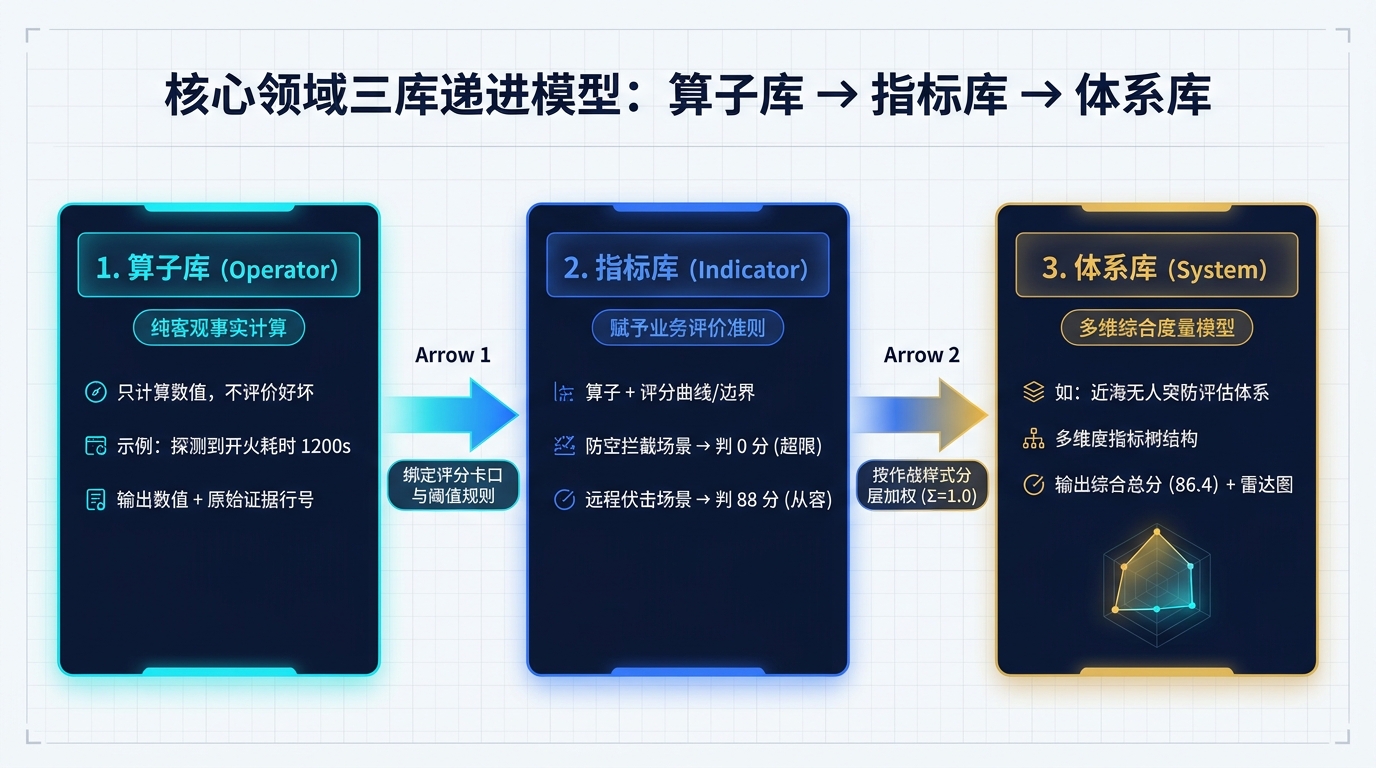 核心领域三库递进模型：算子库 → 指标库 → 体系库
1. 算子库（Operator）
纯客观事实计算
只计算数值，不评价好坏
示例：探测到开火耗时 1200s
输出数值 + 原始证据行号
Arrow 1
绑定评分卡口
与阈值规则
2. 指标库（Indicator）
赋予业务评价准则
算子 + 评分曲线/边界
防空拦截场景 → 判 0 分 (超限)
远程伏击场景 → 判 88 分 (从容)
Arrow 2
按作战样式分
层加权 (Σ=1.0)
3. 体系库（System）
多维综合度量模型
如：近海无人突防评估体系
多维度指标树结构
输出综合总分 (86.4) + 雷达图